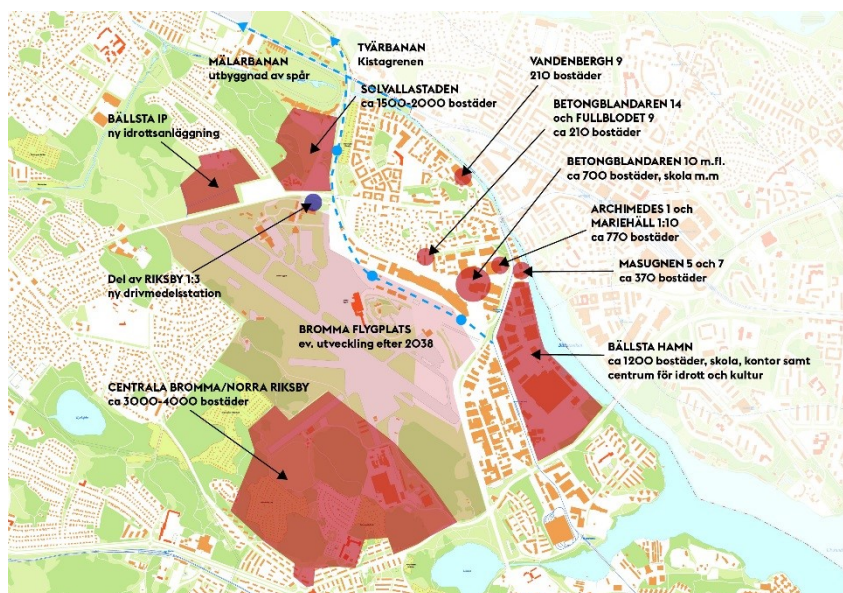 MÄLARBANAN
utbyggnad av spår
TVÄRBANAN
Kistagrenen
SOLVALLASTADEN
ca 1500-2000 bostäder
BÄLLSTA IP
ny idrottsanläggning
VANDENBERGH 9
210 bostäder
BETONGBLANDAREN 14
och FULLBLODET 9
ca 210 bostäder
BETONGBLANDAREN 10 m.fl.
ca 700 bostäder, skola m.m
ARCHIMEDES 1 och
MARIEHÄLL 1:10
ca 770 bostäder
MASUGNEN 5 och 7
ca 370 bostäder
Del av RIKSBY 1:3
ny drivmedelsstation
BROMMA FLYGPLATS
ev. utveckling efter 2038
BÄLLSTA HAMN
ca 1200 bostäder, skola, kontor samt
centrum för idrott och kultur
CENTRALA BROMMA/NORRA RIKSBY
ca 3000-4000 bostäder